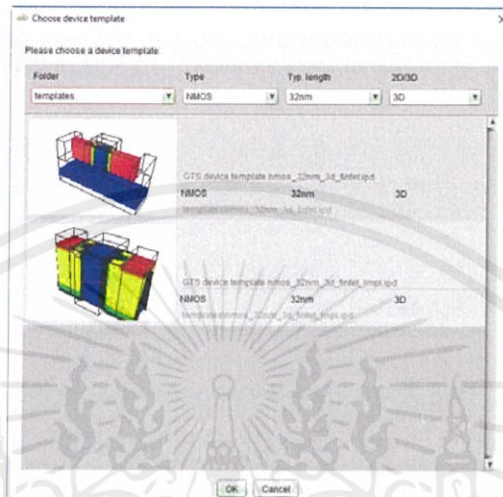 Choose device template
Please choose a device template:
Folder Type Typ. length 2D/3D
templates NMOS 32nm 3D
GTS device template nmos_32nm_3d_finfet.ipd
NMOS 32nm 3D
GTS device template nmos_32nm_3d_finfet_tmpl.ipd
NMOS 32nm 3D
OK Cancel